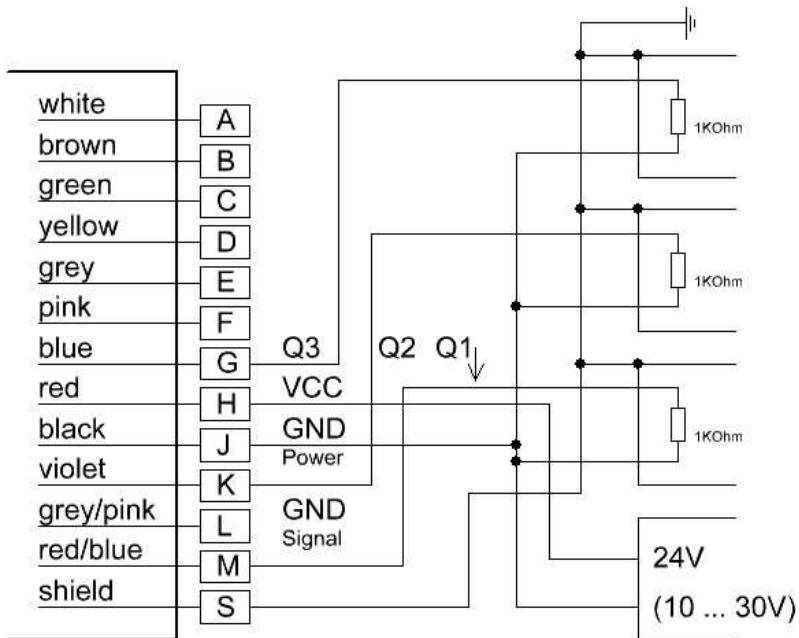 white A
brown B
green C
1KOhm
yellow D
grey E
1KOhm
pink F
blue G Q3 Q2 Q1
red H VCC
black J GND
Power
1KOhm
violet K
grey/pink L GND
Signal
red/blue M
24V
shield S
(10 ... 30V)